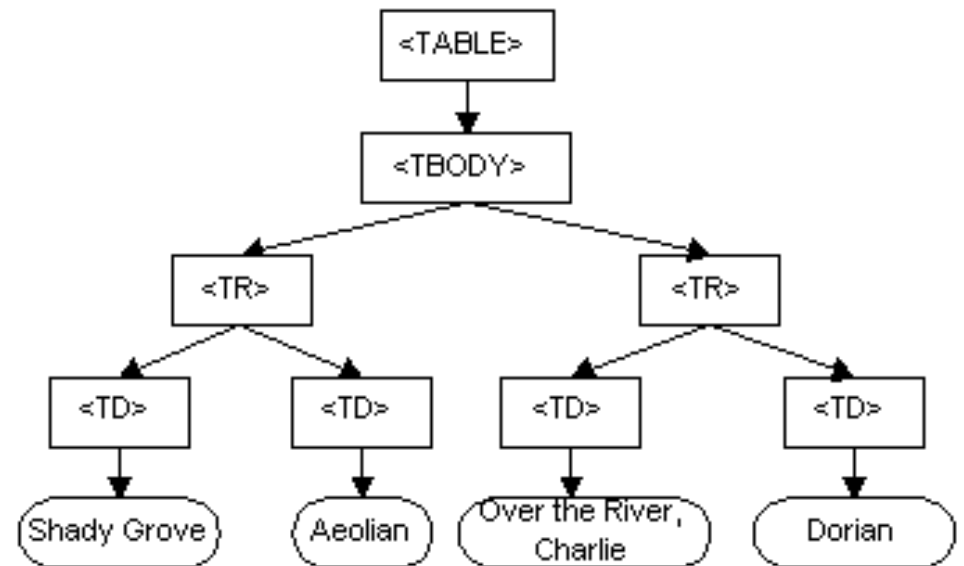 <TABLE>
<TBODY>
<TR>
<TR>
<TD>
<TD>
<TD>
<TD>
Shady Grove
Aeolian
Over the River,
Charlie
Dorian